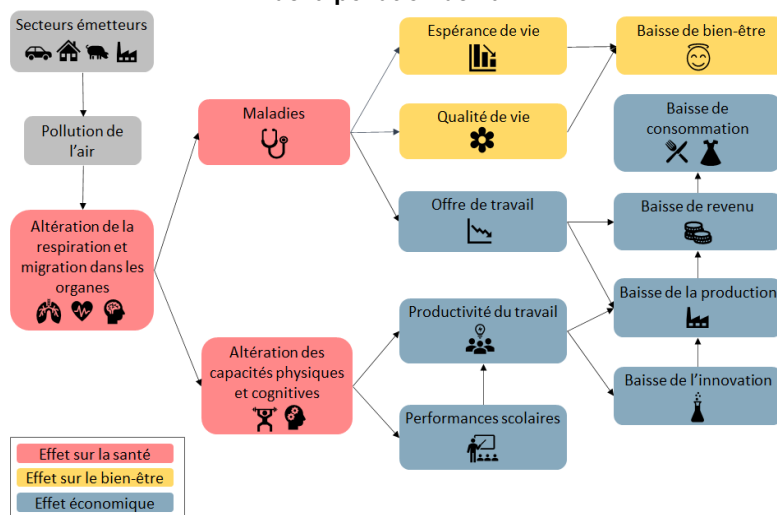 Secteurs émetteurs
Pollution de
l'air
Altération de la
respiration et
migration dans les
organes
Maladies
Altération des
capacités physiques
et cognitives
Espérance de vie
Qualité de vie
Offre de travail
Productivité du travail
Performances scolaires
Baisse de bien-être
Baisse de
consommation
Baisse de revenu
Baisse de la production
Baisse de l'innovation
Effet sur la santé
Effet sur le bien-être
Effet économique